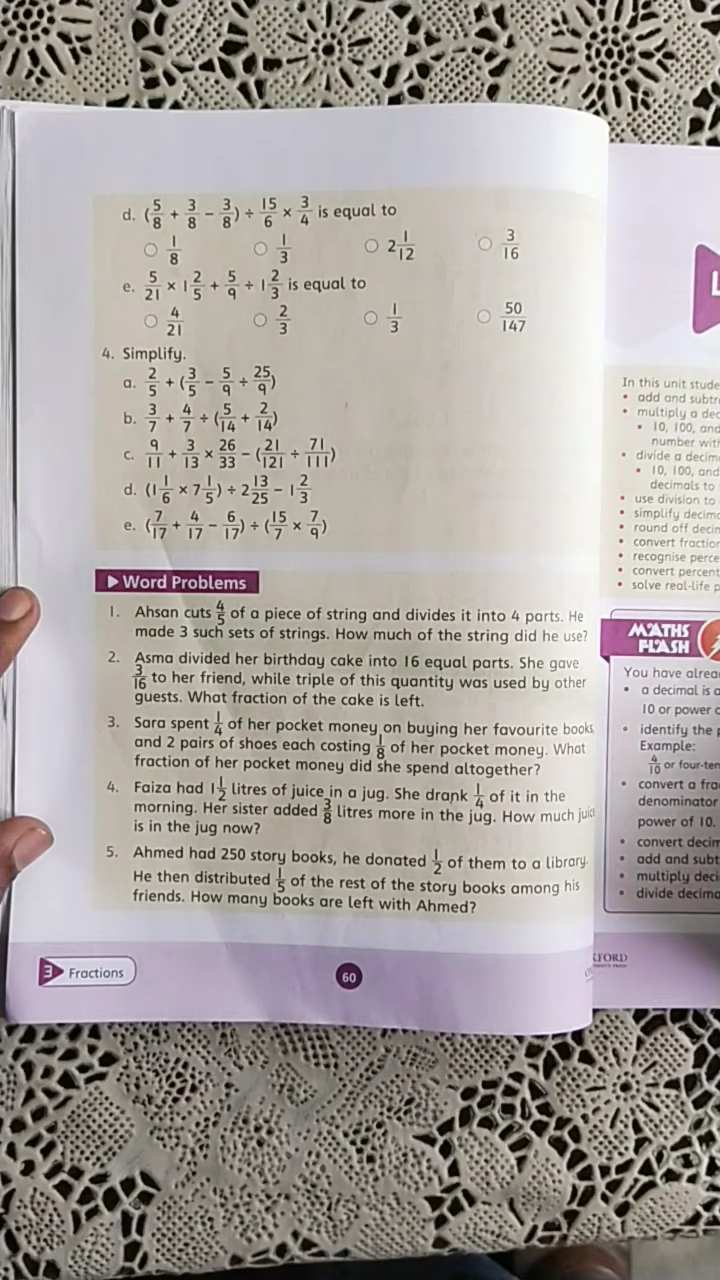 d. (5/8 + 3/8 − 3/8) ÷ 15/6 × 3/4 is equal to
1/8 1/3 2 1/12 3/16
e. 5/21 × 1 2/5 + 5/9 ÷ 1 2/3 is equal to
4/21 2/3 1/3 50/147
4. Simplify.
a. 2/5 + (3/5 − 5/9 ÷ 25/9)
b. 3/7 + 4/7 ÷ (5/14 + 2/14)
c. 9/11 + 3/13 × 26/33 − (21/121 ÷ 71/111)
d. (1 1/6 × 7 1/5) ÷ 2 13/25 − 1 2/3
e. (7/17 + 4/17 − 6/17) ÷ (15/7 × 7/9)
Word Problems
1. Ahsan cuts 4/5 of a piece of string and divides it into 4 parts. He
made 3 such sets of strings. How much of the string did he use?
2. Asma divided her birthday cake into 16 equal parts. She gave
3/16 to her friend, while triple of this quantity was used by other
guests. What fraction of the cake is left.
3. Sara spent 1/4 of her pocket money on buying her favourite books,
and 2 pairs of shoes each costing 1/8 of her pocket money. What
fraction of her pocket money did she spend altogether?
4. Faiza had 1 1/2 litres of juice in a jug. She drank 1/4 of it in the
morning. Her sister added 3/8 litres more in the jug. How much juice
is in the jug now?
5. Ahmed had 250 story books, he donated 1/2 of them to a library.
He then distributed 1/5 of the rest of the story books among his
friends. How many books are left with Ahmed?
3 Fractions
60
In this unit stude
• add and subtr
• multiply a dec
• 10, 100, and
number with
• divide a decim
• 10, 100, and
decimals to
• use division to
• simplify decim
• round off decim
• convert fraction
• recognise perce
• convert percent
• solve real-life p
MATHS
FLASH
You have alrea
• a decimal is a
10 or power o
• identify the p
Example:
4/10 or four-ten
• convert a fra
denominator
power of 10.
• convert decim
• add and subt
• multiply deci
• divide decima
XFORD